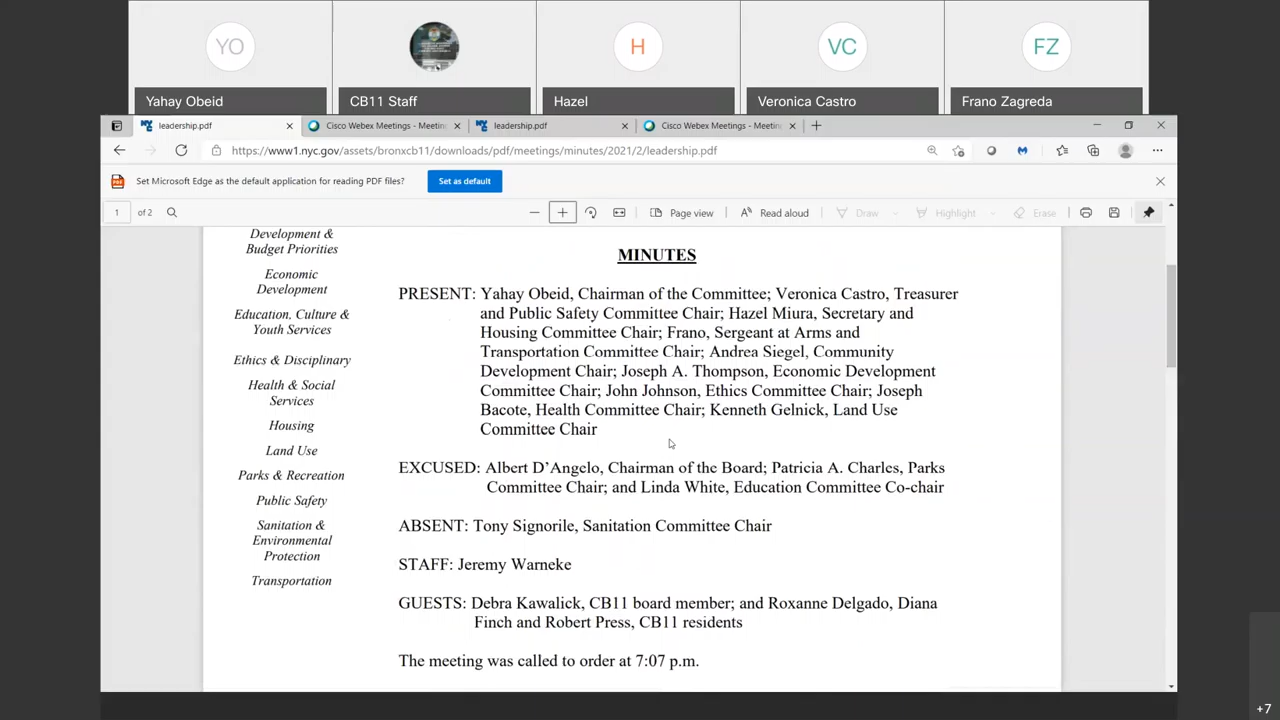 YO
H
VC
FZ
Yahay Obeid
CB11 Staff
Hazel
Veronica Castro
Frano Zagreda
leadership.pdf
Cisco Webex Meetings - Meetin
leadership.pdf
Cisco Webex Meetings - Meetin
https://www1.nyc.gov/assets/bronxcb11/downloads/pdf/meetings/minutes/2021/2/leadership.pdf
Set Microsoft Edge as the default application for reading PDF files?
Set as default
1 of 2
Page view
Read aloud
Draw
Highlight
Erase
Development &
Budget Priorities
Economic
Development
Education, Culture &
Youth Services
Ethics & Disciplinary
Health & Social
Services
Housing
Land Use
Parks & Recreation
Public Safety
Sanitation &
Environmental
Protection
Transportation
MINUTES
PRESENT: Yahay Obeid, Chairman of the Committee; Veronica Castro, Treasurer
and Public Safety Committee Chair; Hazel Miura, Secretary and
Housing Committee Chair; Frano, Sergeant at Arms and
Transportation Committee Chair; Andrea Siegel, Community
Development Chair; Joseph A. Thompson, Economic Development
Committee Chair; John Johnson, Ethics Committee Chair; Joseph
Bacote, Health Committee Chair; Kenneth Gelnick, Land Use
Committee Chair
EXCUSED: Albert D’Angelo, Chairman of the Board; Patricia A. Charles, Parks
Committee Chair; and Linda White, Education Committee Co-chair
ABSENT: Tony Signorile, Sanitation Committee Chair
STAFF: Jeremy Warneke
GUESTS: Debra Kawalick, CB11 board member; and Roxanne Delgado, Diana
Finch and Robert Press, CB11 residents
The meeting was called to order at 7:07 p.m.
+7